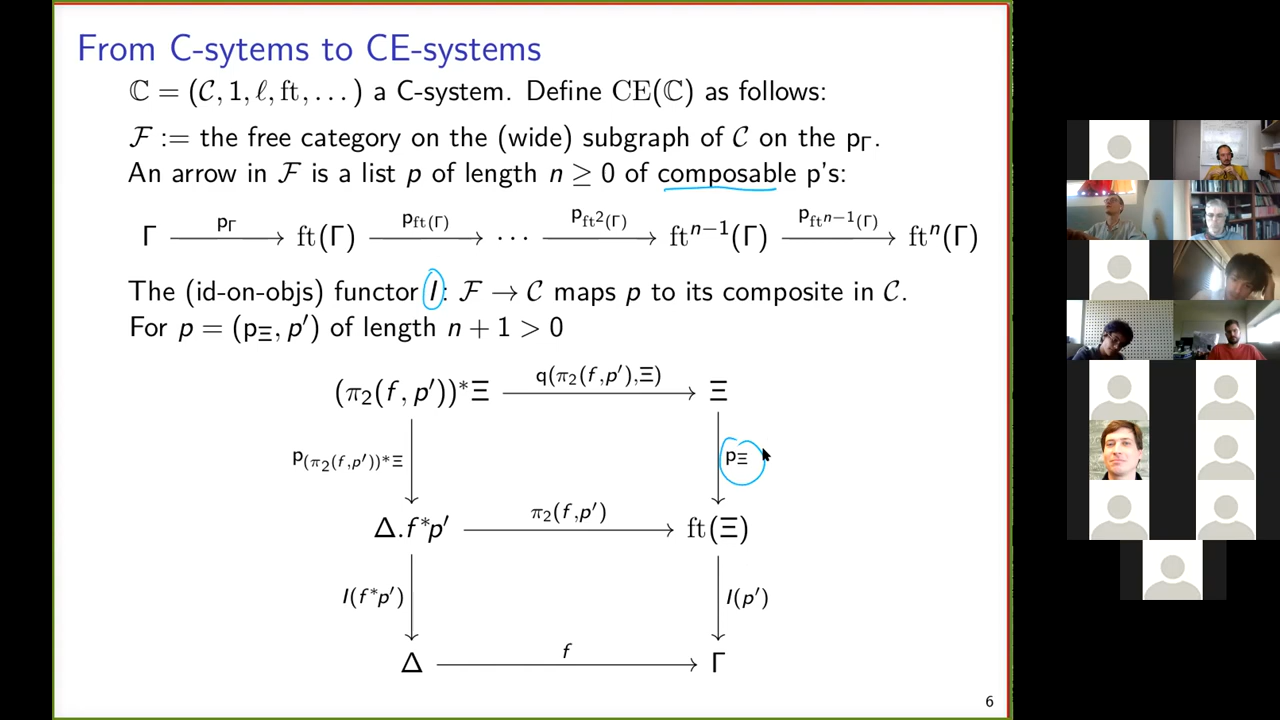 From C-sytems to CE-systems
ℂ = (𝒞, 1, ℓ, ft, . . . ) a C-system. Define CE(ℂ) as follows:
ℱ := the free category on the (wide) subgraph of 𝒞 on the p_Γ.
An arrow in ℱ is a list p of length n ≥ 0 of composable p's:
p_Γ p_ft(Γ) p_ft²(Γ) p_ftⁿ⁻¹(Γ)
Γ ⟶ ft(Γ) ⟶ ⋯ ⟶ ftⁿ⁻¹(Γ) ⟶ ftⁿ(Γ)
The (id-on-objs) functor I: ℱ → 𝒞 maps p to its composite in 𝒞.
For p = (p_Ξ, p′) of length n + 1 > 0
q(π₂(f,p′),Ξ)
(π₂(f, p′))*Ξ ⟶ Ξ
p_(π₂(f,p′))*Ξ p_Ξ
π₂(f,p′)
Δ.f*p′ ⟶ ft(Ξ)
I(f*p′) I(p′)
f
Δ ⟶ Γ
6